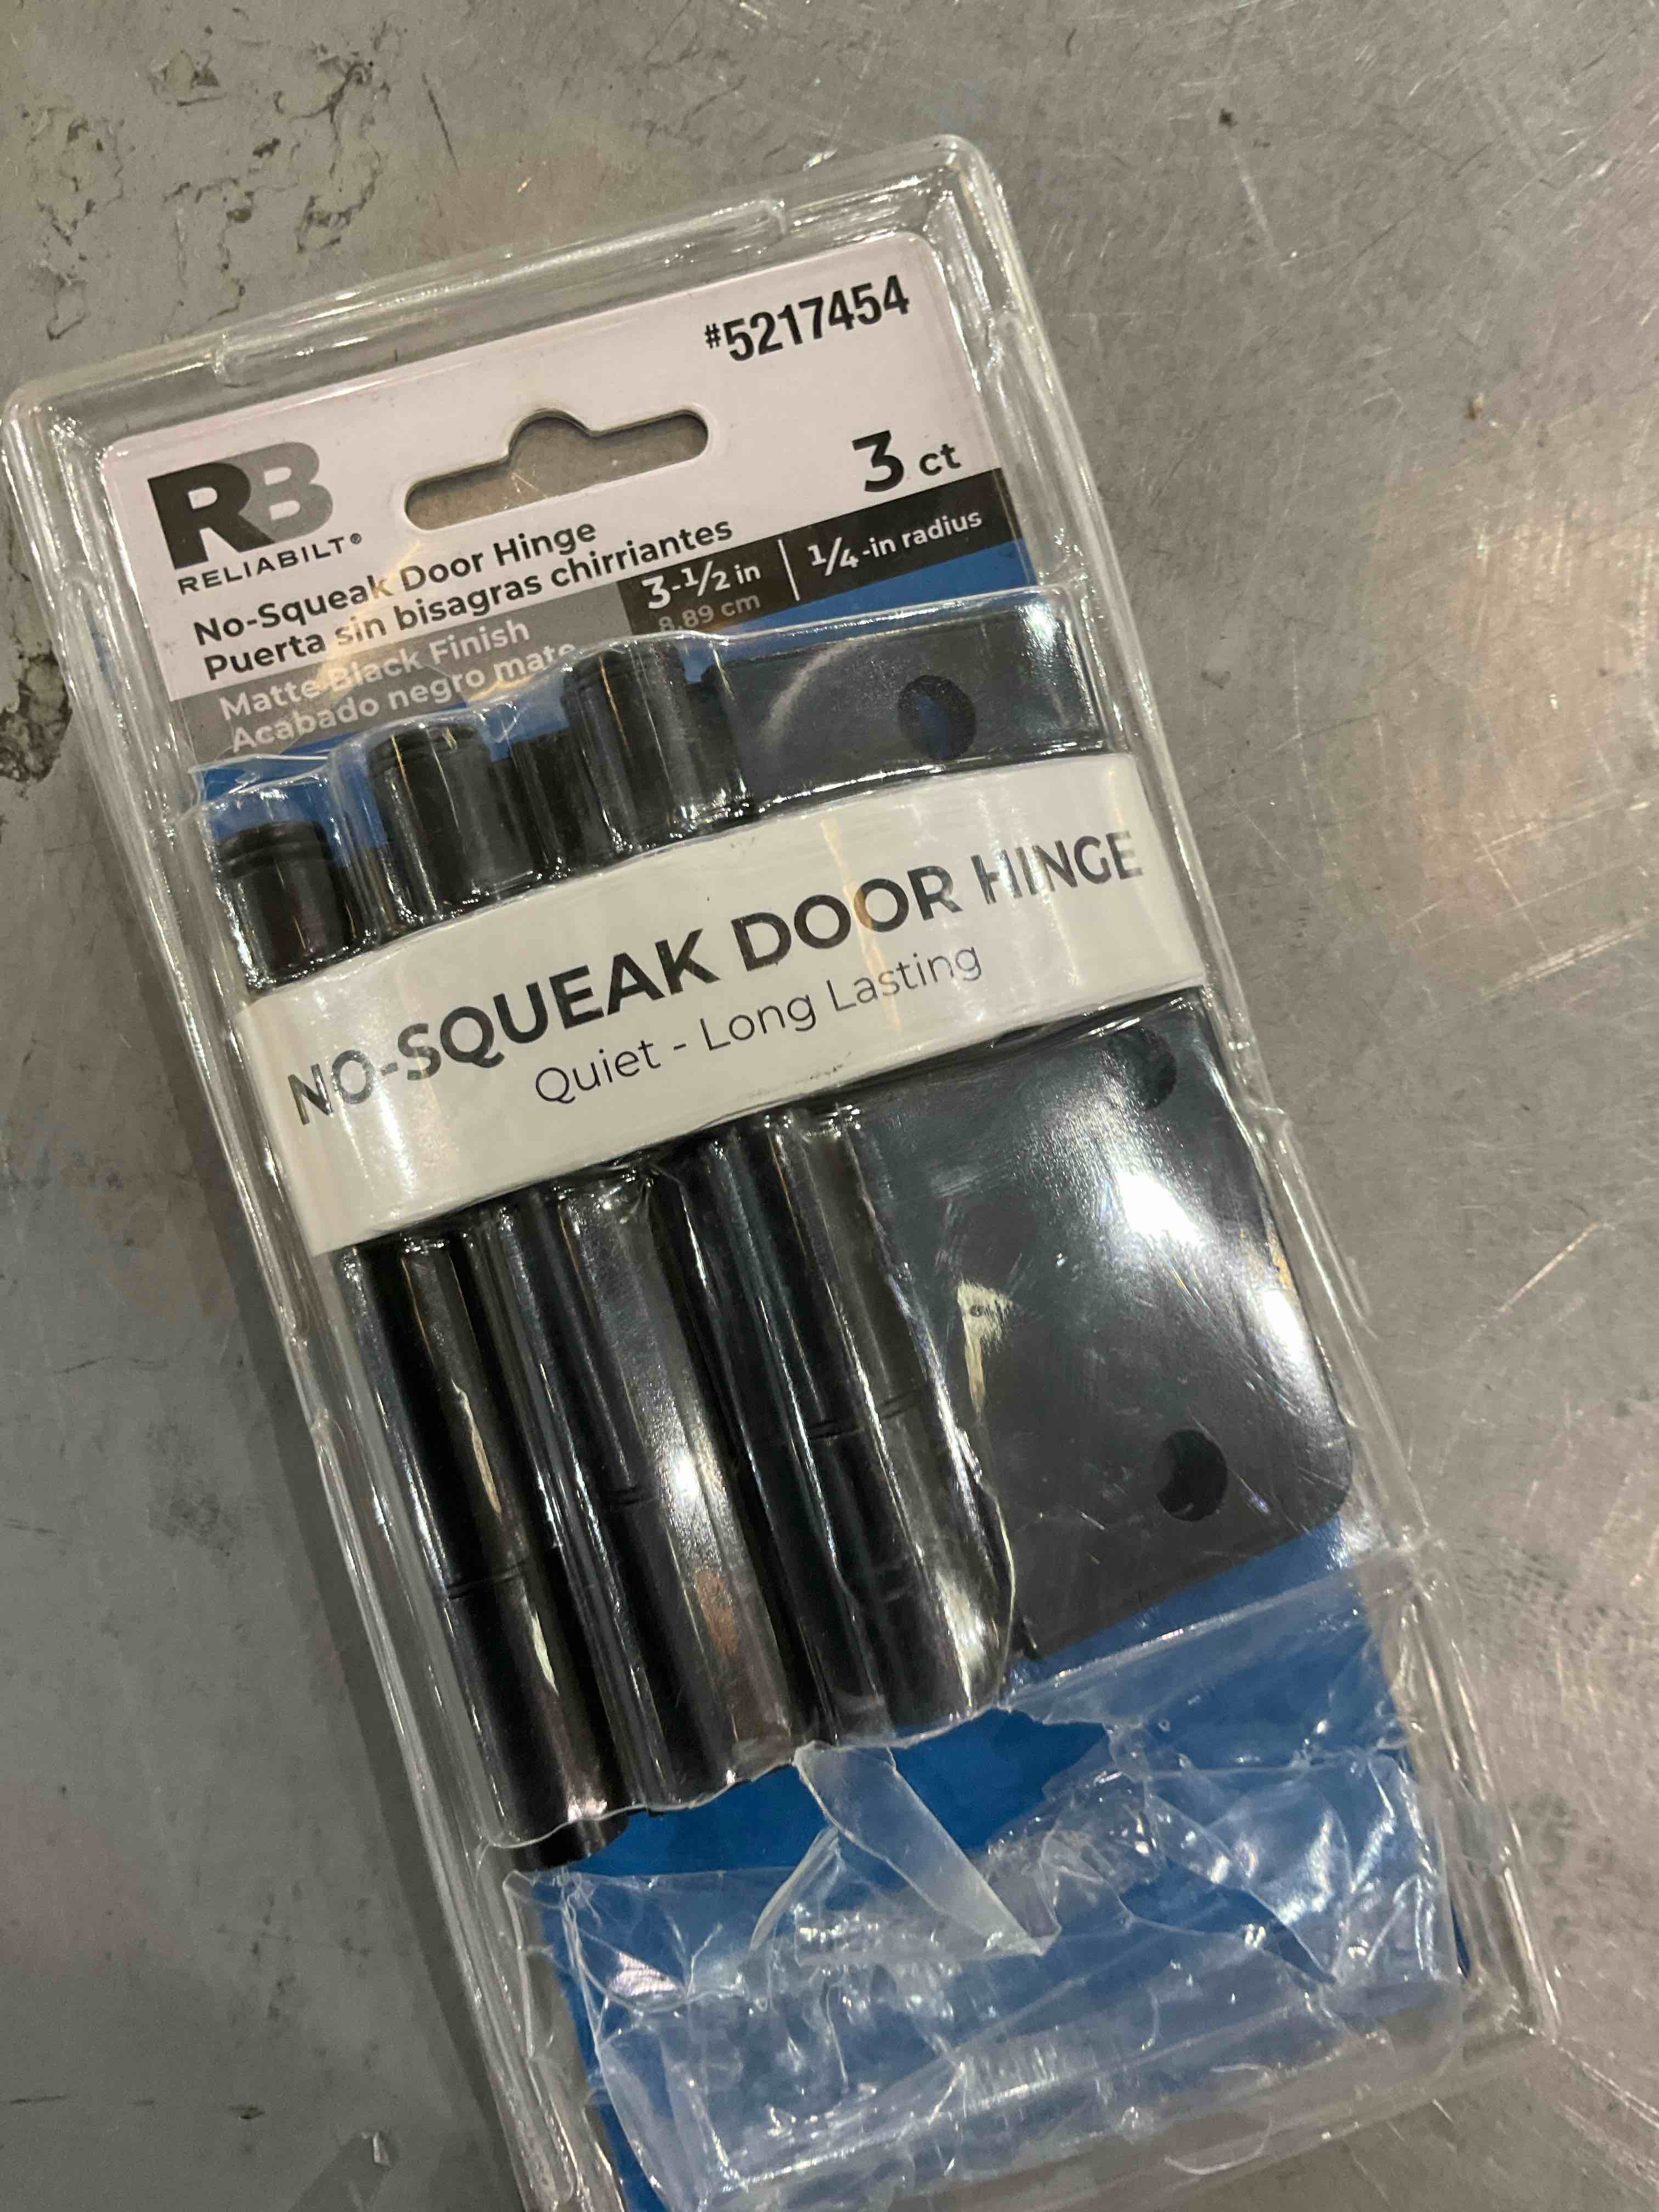 #5217454
3 ct
RB
RELIABILT®
No-Squeak Door Hinge
Puerta sin bisagras chirriantes
Matte Black Finish
Acabado negro mate
3-1/2 in
8.89 cm
1/4-in radius
NO-SQUEAK DOOR HINGE
Quiet - Long Lasting